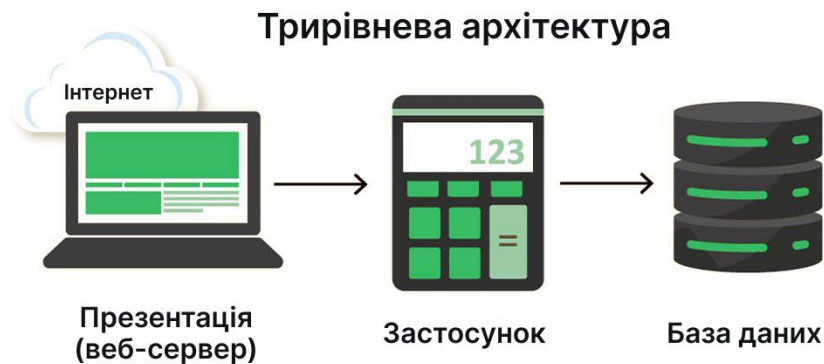 Трирівнева архітектура
Інтернет
123
=
Презентація
(веб-сервер)
Застосунок
База даних